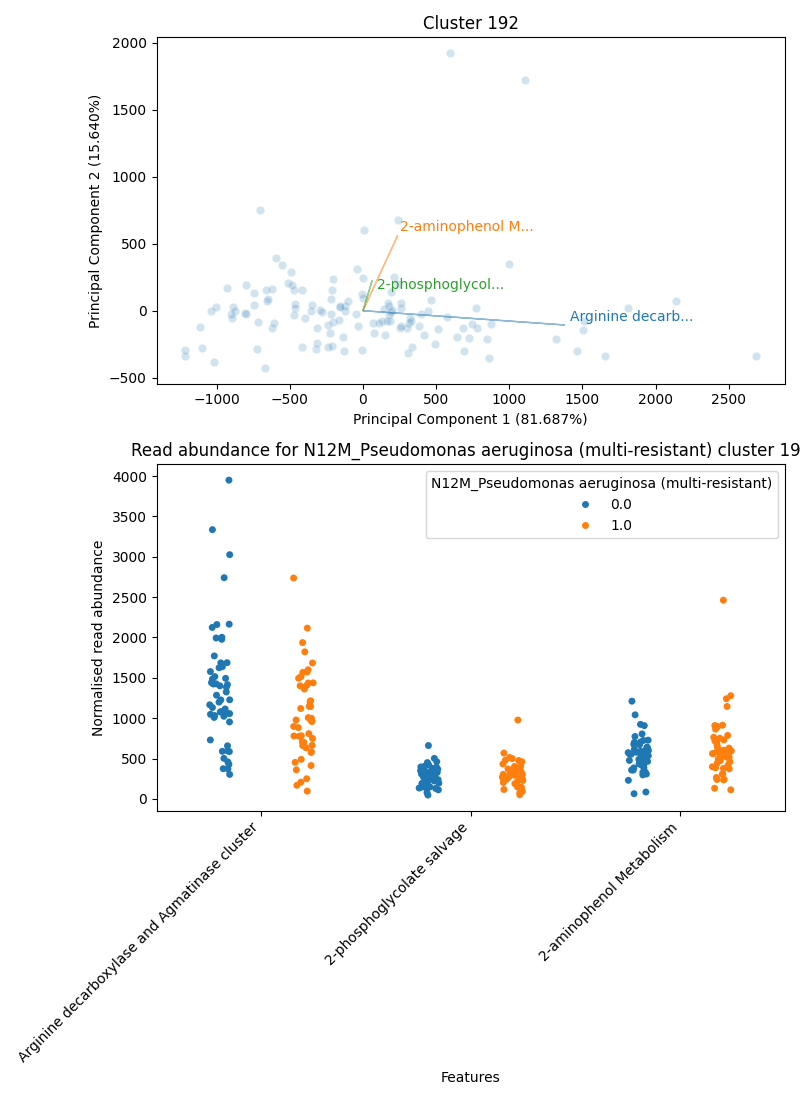 Cluster 192
2000
1500
1000
500
0
−500
Principal Component 2 (15.640%)
2-aminophenol M...
2-phosphoglycol...
Arginine decarb...
−1000
−500
0
500
1000
1500
2000
2500
Principal Component 1 (81.687%)
Read abundance for N12M_Pseudomonas aeruginosa (multi-resistant) cluster 19
4000
3500
3000
2500
2000
1500
1000
500
0
Normalised read abundance
N12M_Pseudomonas aeruginosa (multi-resistant)
0.0
1.0
Arginine decarboxylase and Agmatinase cluster
2-phosphoglycolate salvage
2-aminophenol Metabolism
Features